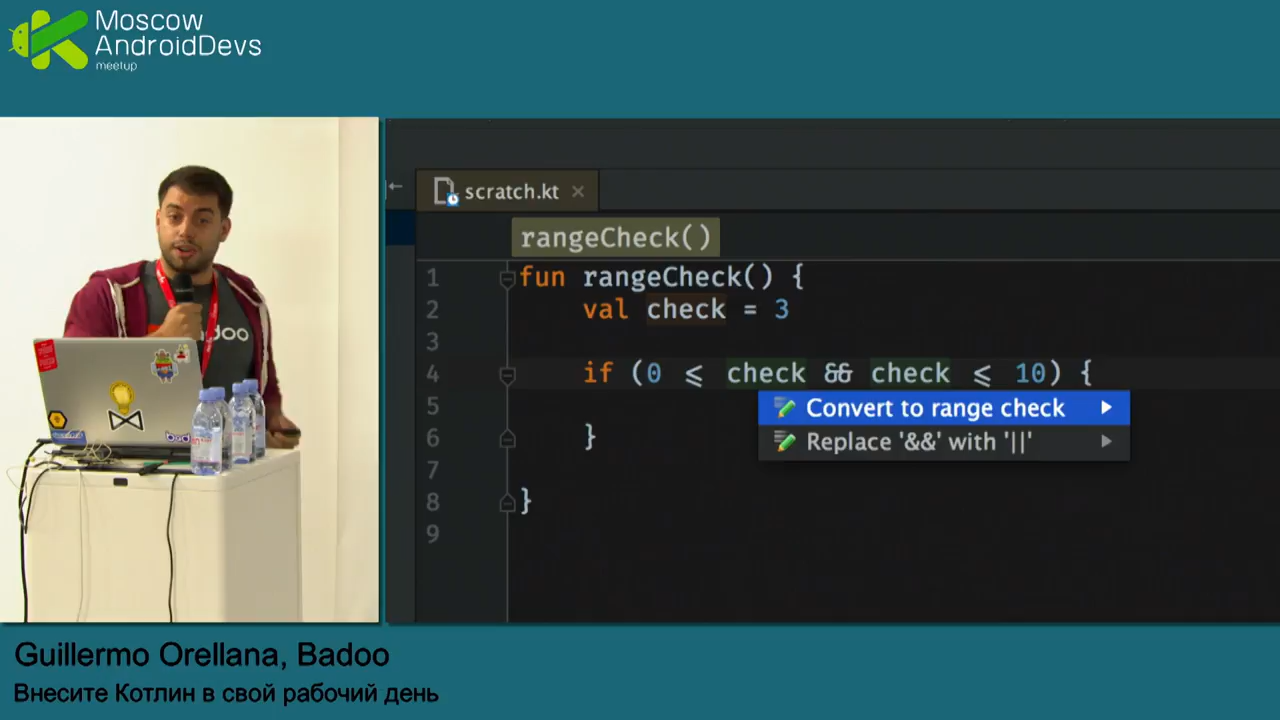 Moscow
AndroidDevs
meetup
scratch.kt
rangeCheck()
1 fun rangeCheck() {
2 val check = 3
3
4 if (0 ⩽ check && check ⩽ 10) {
5 Convert to range check
6 } Replace '&&' with '||'
7
8 }
9
Guillermo Orellana, Badoo
Внесите Котлин в свой рабочий день